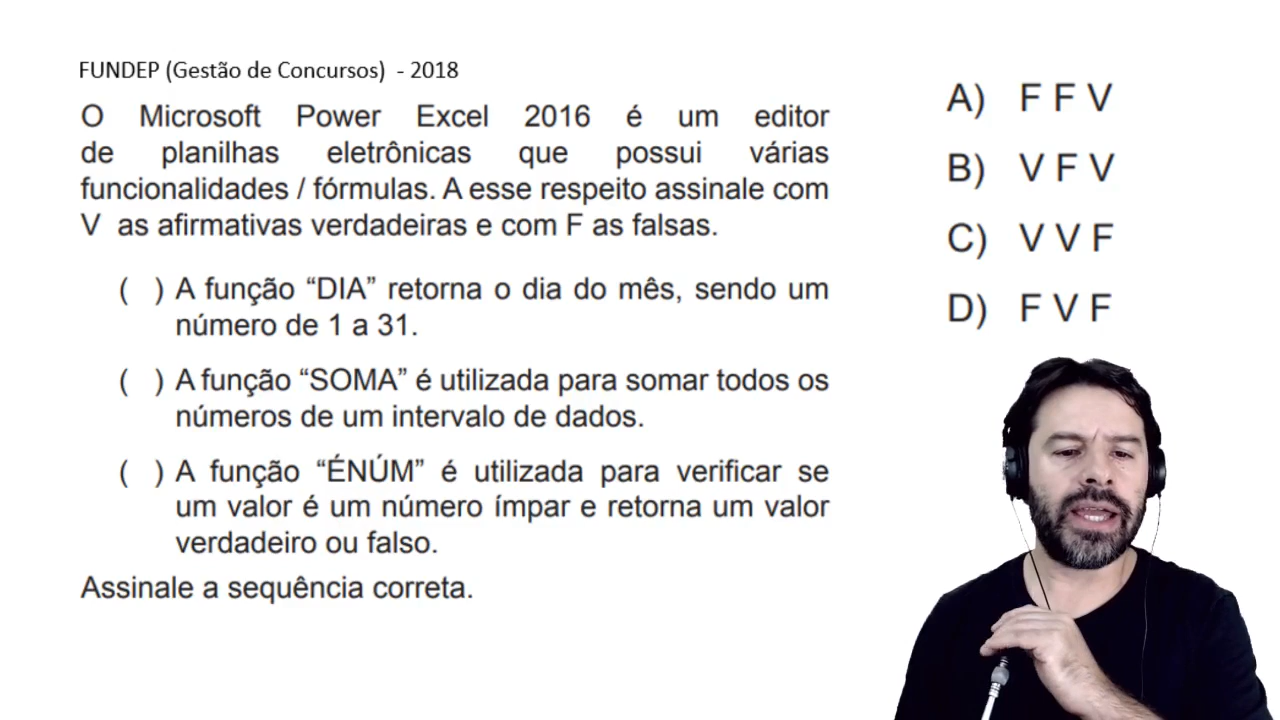 FUNDEP (Gestão de Concursos) - 2018
O Microsoft Power Excel 2016 é um editor
de planilhas eletrônicas que possui várias
funcionalidades / fórmulas. A esse respeito assinale com
V as afirmativas verdadeiras e com F as falsas.
( ) A função “DIA” retorna o dia do mês, sendo um
número de 1 a 31.
( ) A função “SOMA” é utilizada para somar todos os
números de um intervalo de dados.
( ) A função “ÉNÚM” é utilizada para verificar se
um valor é um número ímpar e retorna um valor
verdadeiro ou falso.
Assinale a sequência correta.
A) F F V
B) V F V
C) V V F
D) F V F